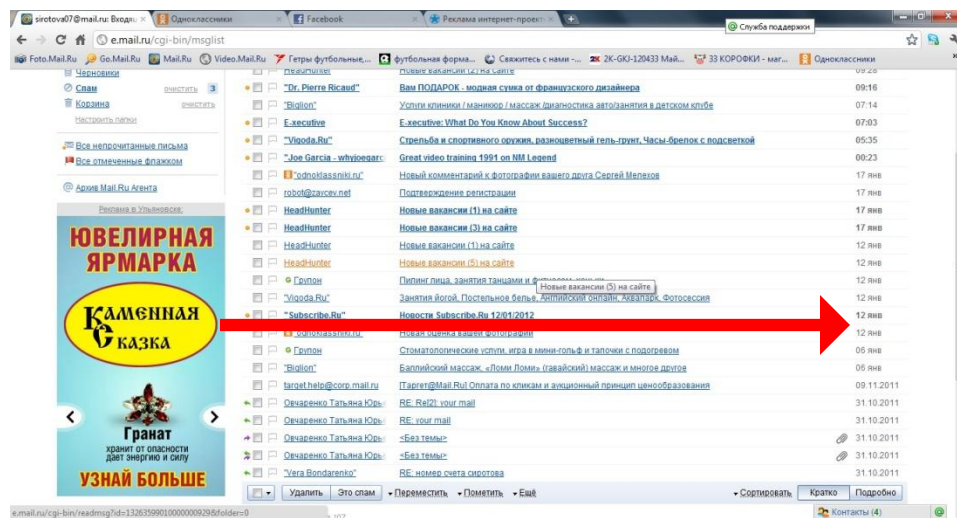 sirotova07@mail.ru: Входящ
Одноклассники
Facebook
Реклама интернет-проект
Служба поддержки
e.mail.ru/cgi-bin/msglist
Foto.Mail.Ru Go.Mail.Ru Mail.Ru Video.Mail.Ru Гетры футбольные,... футбольная форма... Свяжитесь с нами -... 2K-GKJ-120433 Май... 33 КОРОФКИ - маг... Одноклассники
Черновики
Спам очистить 3
Корзина очистить
Настроить папки
Все непрочитанные письма
Все отмеченные флажком
Архив Mail.Ru Агента
Реклама в Ульяновске:
ЮВЕЛИРНАЯ
ЯРМАРКА
КАМЕННАЯ
СКАЗКА
Гранат
хранит от опасности
дает энергию и силу
УЗНАЙ БОЛЬШЕ
HeadHunter Новые вакансии (2) на сайте 09:28
"Dr. Pierre Ricaud" Вам ПОДАРОК - модная сумка от французского дизайнера 09:16
"Biglion" Услуги клиники / маникюр / массаж /диагностика авто/занятия в детском клубе 07:14
E-xecutive E-xecutive: What Do You Know About Success? 07:03
"Vigoda.Ru" Стрельба и спортивного оружия, разноцветный гель-грунт, Часы-брелок с подсветкой 05:35
"Joe Garcia - whyjoegarc Great video training 1991 on NM Legend 00:23
"odnoklassniki.ru" Новый комментарий к фотографии вашего друга Сергей Мелехов 17 янв
robot@zaycev.net Подтверждение регистрации 17 янв
HeadHunter Новые вакансии (1) на сайте 17 янв
HeadHunter Новые вакансии (3) на сайте 17 янв
HeadHunter Новые вакансии (1) на сайте 12 янв
HeadHunter Новые вакансии (5) на сайте 12 янв
Групон Пилинг лица, занятия танцами и 12 янв
Новые вакансии (5) на сайте
"Vigoda.Ru" Занятия йогой, Постельное белье, Английский онлайн, Аквапарк, Фотосессия 12 янв
"Subscribe.Ru" Новости Subscribe.Ru 12/01/2012 12 янв
"odnoklassniki.ru" Новая оценка вашей фотографии 12 янв
Групон Стоматологические услуги, игра в мини-гольф и тапочки с подогревом 06 янв
"Biglion" Баллийский массаж, «Ломи Ломи» (гавайский) массаж и многое другое 06 янв
target.help@corp.mail.ru [Таргет@Mail.Ru] Оплата по кликам и аукционный принцип ценообразования 09.11.2011
Овчаренко Татьяна Юрь RE: Re[2]: your mail 31.10.2011
Овчаренко Татьяна Юрь RE: your mail 31.10.2011
Овчаренко Татьяна Юрь <Без темы> 31.10.2011
Овчаренко Татьяна Юрь <Без темы> 31.10.2011
"Vera Bondarenko" RE: номер счета сиротова 31.10.2011
Удалить Это спам Переместить Пометить Ещё Сортировать Кратко Подробно
e.mail.ru/cgi-bin/readmsg?id=13263599010000000929&folder=0
Контакты (4)